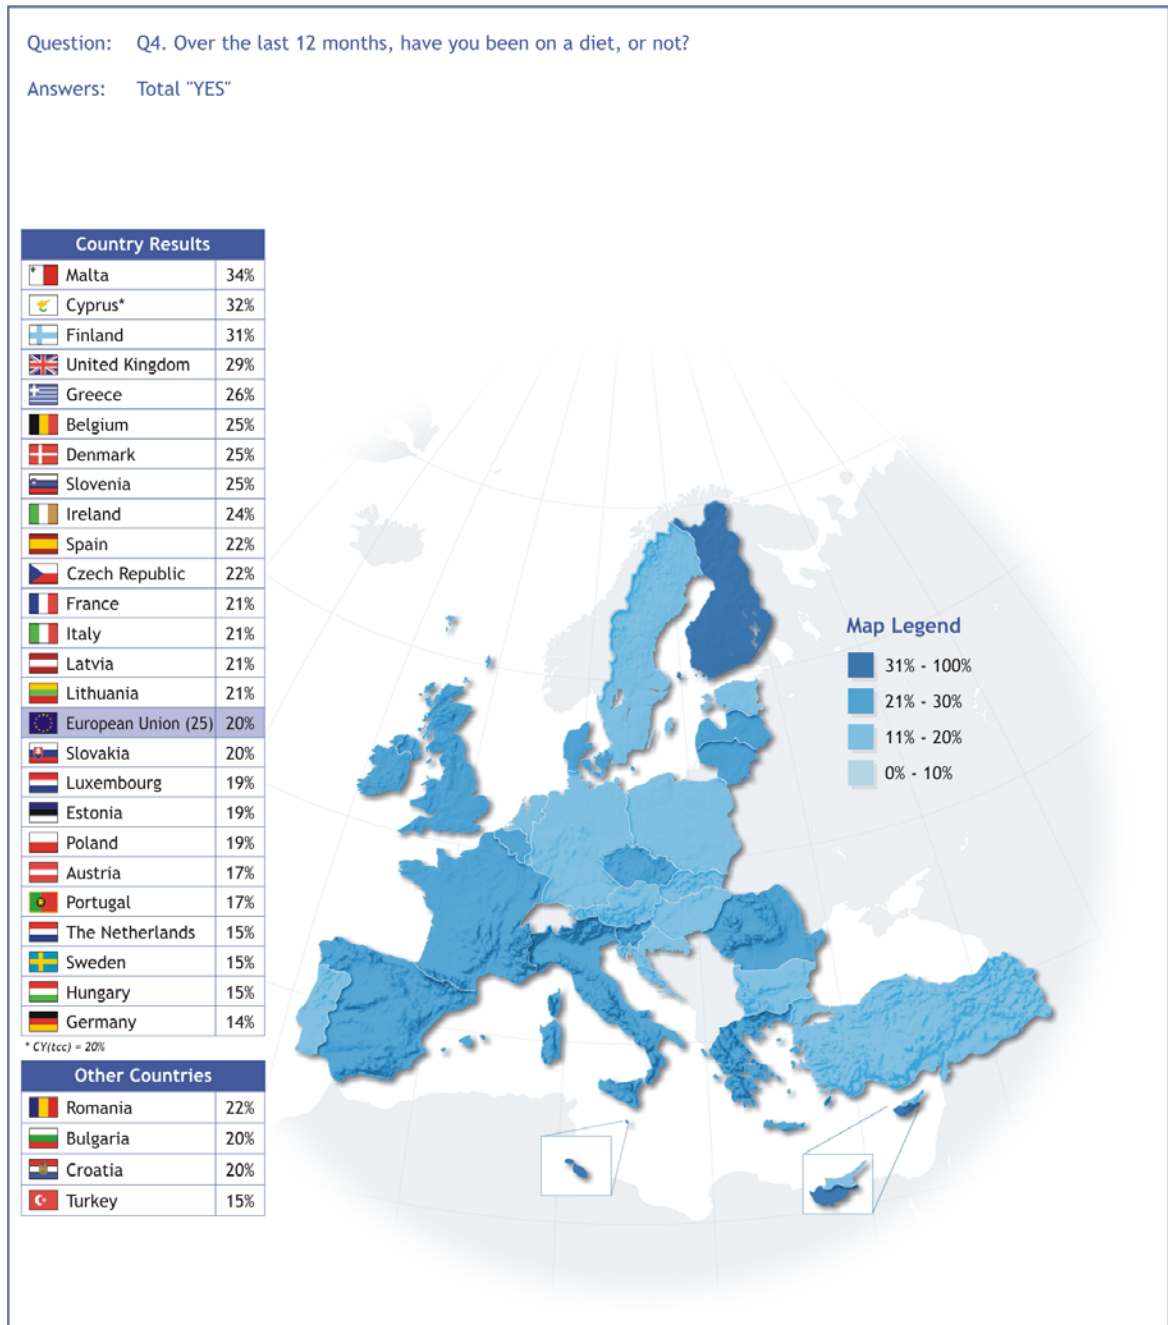 Question: Q4. Over the last 12 months, have you been on a diet, or not?
Answers: Total "YES"
Country Results
Malta 34%
Cyprus* 32%
Finland 31%
United Kingdom 29%
Greece 26%
Belgium 25%
Denmark 25%
Slovenia 25%
Ireland 24%
Spain 22%
Czech Republic 22%
France 21%
Italy 21%
Latvia 21%
Lithuania 21%
European Union (25) 20%
Slovakia 20%
Luxembourg 19%
Estonia 19%
Poland 19%
Austria 17%
Portugal 17%
The Netherlands 15%
Sweden 15%
Hungary 15%
Germany 14%
* CY(tcc) = 20%
Other Countries
Romania 22%
Bulgaria 20%
Croatia 20%
Turkey 15%
Map Legend
31% - 100%
21% - 30%
11% - 20%
0% - 10%